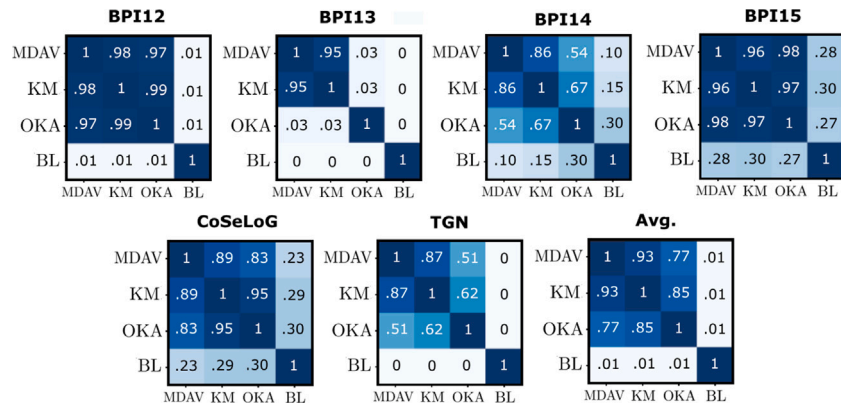 BPI12 BPI13 BPI14 BPI15
MDAV 1 .98 .97 .01 MDAV 1 .95 .03 0 MDAV 1 .86 .54 .10 MDAV 1 .96 .98 .28
KM .98 1 .99 .01 KM .95 1 .03 0 KM .86 1 .67 .15 KM .96 1 .97 .30
OKA .97 .99 1 .01 OKA .03 .03 1 0 OKA .54 .67 1 .30 OKA .98 .97 1 .27
BL .01 .01 .01 1 BL 0 0 0 1 BL .10 .15 .30 1 BL .28 .30 .27 1
MDAV KM OKA BL MDAV KM OKA BL MDAV KM OKA BL MDAV KM OKA BL
CoSeLoG TGN Avg.
MDAV 1 .89 .83 .23 MDAV 1 .87 .51 0 MDAV 1 .93 .77 .01
KM .89 1 .95 .29 KM .87 1 .62 0 KM .93 1 .85 .01
OKA .83 .95 1 .30 OKA .51 .62 1 0 OKA .77 .85 1 .01
BL .23 .29 .30 1 BL 0 0 0 1 BL .01 .01 .01 1
MDAV KM OKA BL MDAV KM OKA BL MDAV KM OKA BL